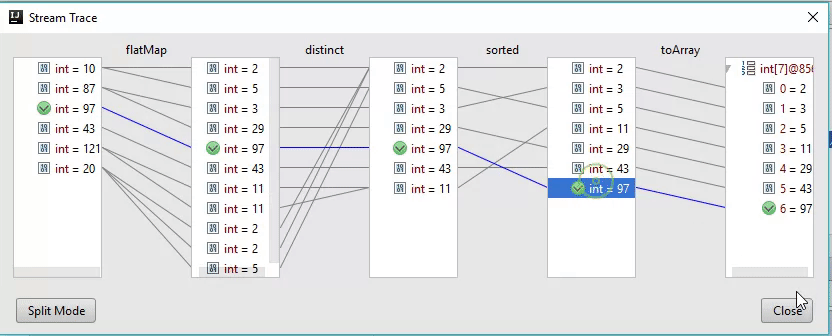 Stream Trace
flatMap distinct sorted toArray
int = 10
int = 87
int = 97
int = 43
int = 121
int = 20
int = 2
int = 5
int = 3
int = 29
int = 97
int = 43
int = 11
int = 11
int = 2
int = 2
int = 5
int = 2
int = 5
int = 3
int = 29
int = 97
int = 43
int = 11
int = 2
int = 3
int = 5
int = 11
int = 29
int = 43
int = 97
int[7]@856
0 = 2
1 = 3
2 = 5
3 = 11
4 = 29
5 = 43
6 = 97
Split Mode
Close